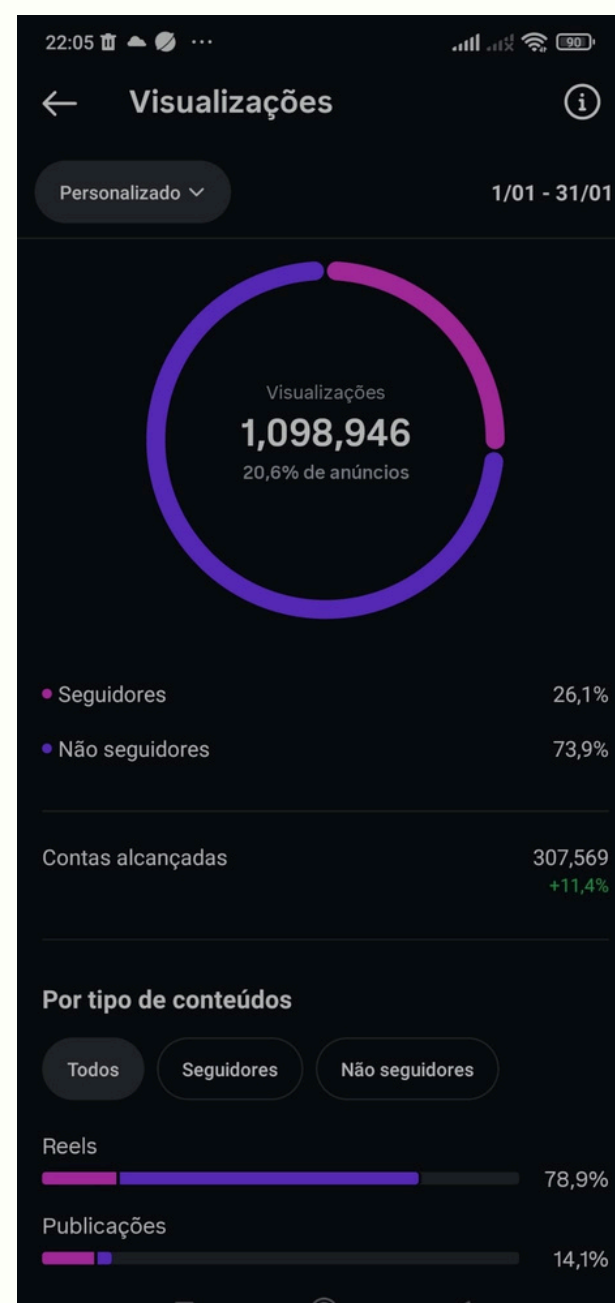 22:05 ... 90
Visualizações
Personalizado 1/01 - 31/01
Visualizações
1,098,946
20,6% de anúncios
Seguidores 26,1%
Não seguidores 73,9%
Contas alcançadas 307,569
+11,4%
Por tipo de conteúdos
Todos Seguidores Não seguidores
Reels
78,9%
Publicações
14,1%